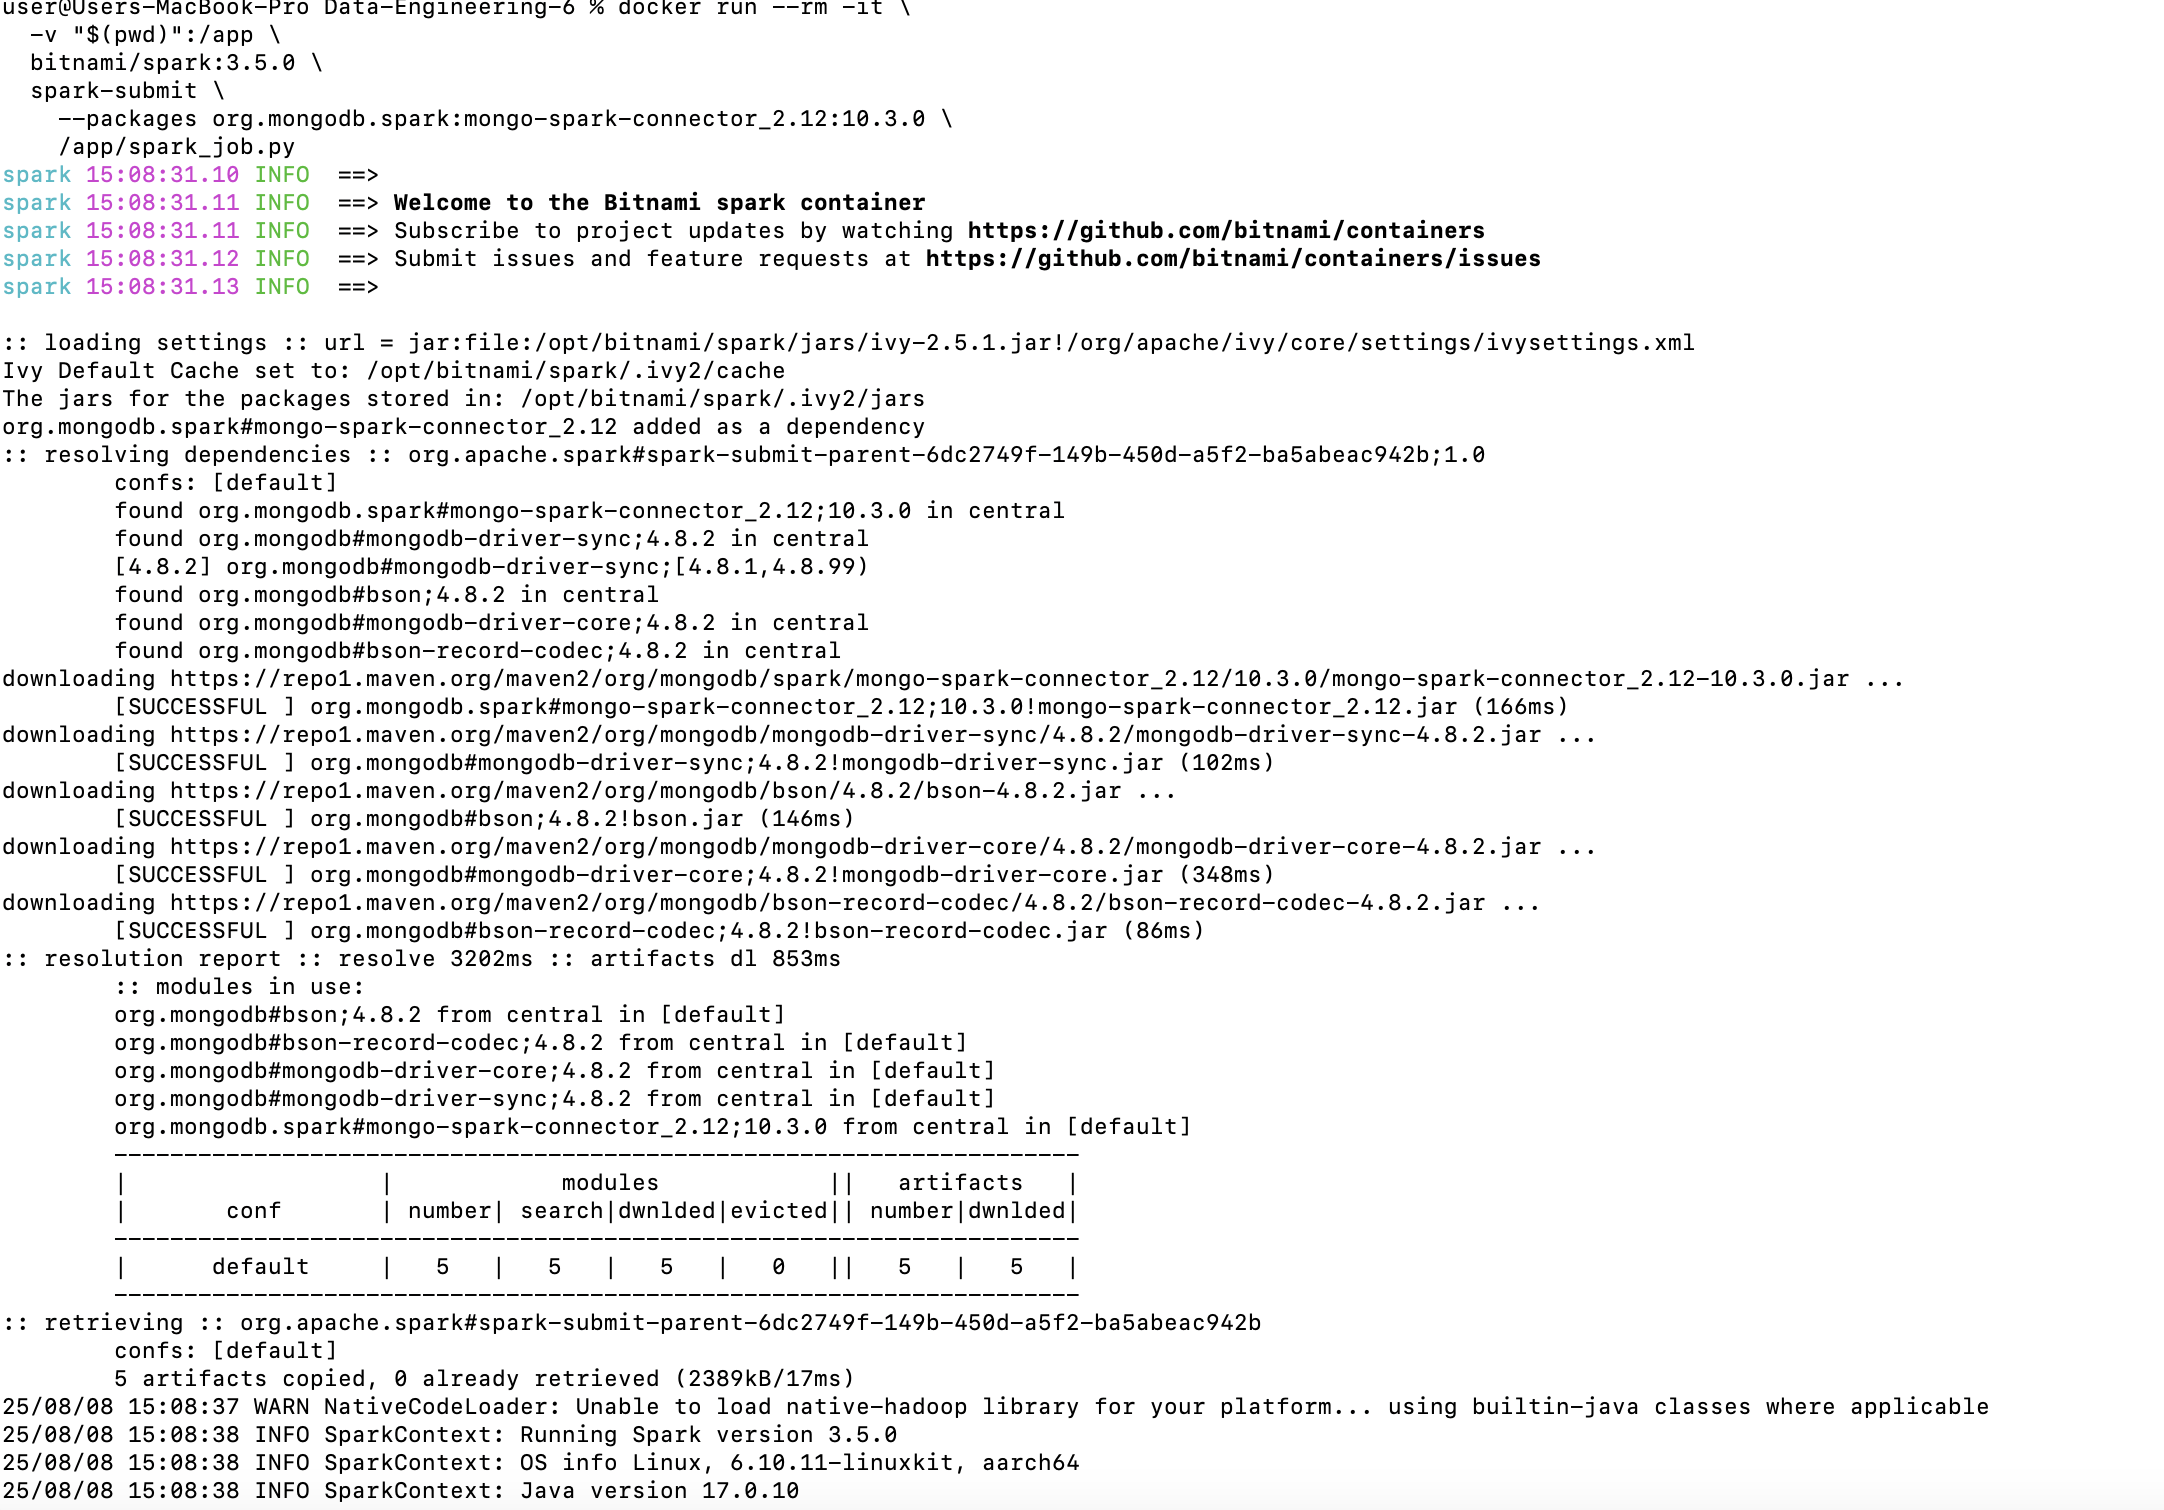 user@Users-MacBook-Pro Data-Engineering-6 % docker run --rm -it \
  -v "$(pwd)":/app \
  bitnami/spark:3.5.0 \
  spark-submit \
    --packages org.mongodb.spark:mongo-spark-connector_2.12:10.3.0 \
    /app/spark_job.py
spark 15:08:31.10 INFO  ==>
spark 15:08:31.11 INFO  ==> Welcome to the Bitnami spark container
spark 15:08:31.11 INFO  ==> Subscribe to project updates by watching https://github.com/bitnami/containers
spark 15:08:31.12 INFO  ==> Submit issues and feature requests at https://github.com/bitnami/containers/issues
spark 15:08:31.13 INFO  ==>
:: loading settings :: url = jar:file:/opt/bitnami/spark/jars/ivy-2.5.1.jar!/org/apache/ivy/core/settings/ivysettings.xml
Ivy Default Cache set to: /opt/bitnami/spark/.ivy2/cache
The jars for the packages stored in: /opt/bitnami/spark/.ivy2/jars
org.mongodb.spark#mongo-spark-connector_2.12 added as a dependency
:: resolving dependencies :: org.apache.spark#spark-submit-parent-6dc2749f-149b-450d-a5f2-ba5abeac942b;1.0
        confs: [default]
        found org.mongodb.spark#mongo-spark-connector_2.12;10.3.0 in central
        found org.mongodb#mongodb-driver-sync;4.8.2 in central
        [4.8.2] org.mongodb#mongodb-driver-sync;[4.8.1,4.8.99)
        found org.mongodb#bson;4.8.2 in central
        found org.mongodb#mongodb-driver-core;4.8.2 in central
        found org.mongodb#bson-record-codec;4.8.2 in central
downloading https://repo1.maven.org/maven2/org/mongodb/spark/mongo-spark-connector_2.12/10.3.0/mongo-spark-connector_2.12-10.3.0.jar ...
        [SUCCESSFUL ] org.mongodb.spark#mongo-spark-connector_2.12;10.3.0!mongo-spark-connector_2.12.jar (166ms)
downloading https://repo1.maven.org/maven2/org/mongodb/mongodb-driver-sync/4.8.2/mongodb-driver-sync-4.8.2.jar ...
        [SUCCESSFUL ] org.mongodb#mongodb-driver-sync;4.8.2!mongodb-driver-sync.jar (102ms)
downloading https://repo1.maven.org/maven2/org/mongodb/bson/4.8.2/bson-4.8.2.jar ...
        [SUCCESSFUL ] org.mongodb#bson;4.8.2!bson.jar (146ms)
downloading https://repo1.maven.org/maven2/org/mongodb/mongodb-driver-core/4.8.2/mongodb-driver-core-4.8.2.jar ...
        [SUCCESSFUL ] org.mongodb#mongodb-driver-core;4.8.2!mongodb-driver-core.jar (348ms)
downloading https://repo1.maven.org/maven2/org/mongodb/bson-record-codec/4.8.2/bson-record-codec-4.8.2.jar ...
        [SUCCESSFUL ] org.mongodb#bson-record-codec;4.8.2!bson-record-codec.jar (86ms)
:: resolution report :: resolve 3202ms :: artifacts dl 853ms
        :: modules in use:
        org.mongodb#bson;4.8.2 from central in [default]
        org.mongodb#bson-record-codec;4.8.2 from central in [default]
        org.mongodb#mongodb-driver-core;4.8.2 from central in [default]
        org.mongodb#mongodb-driver-sync;4.8.2 from central in [default]
        org.mongodb.spark#mongo-spark-connector_2.12;10.3.0 from central in [default]
        ---------------------------------------------------------------------
        |                  |            modules            ||   artifacts   |
        |       conf       | number| search|dwnlded|evicted|| number|dwnlded|
        ---------------------------------------------------------------------
        |      default     |   5   |   5   |   5   |   0   ||   5   |   5   |
        ---------------------------------------------------------------------
:: retrieving :: org.apache.spark#spark-submit-parent-6dc2749f-149b-450d-a5f2-ba5abeac942b
        confs: [default]
        5 artifacts copied, 0 already retrieved (2389kB/17ms)
25/08/08 15:08:37 WARN NativeCodeLoader: Unable to load native-hadoop library for your platform... using builtin-java classes where applicable
25/08/08 15:08:38 INFO SparkContext: Running Spark version 3.5.0
25/08/08 15:08:38 INFO SparkContext: OS info Linux, 6.10.11-linuxkit, aarch64
25/08/08 15:08:38 INFO SparkContext: Java version 17.0.10